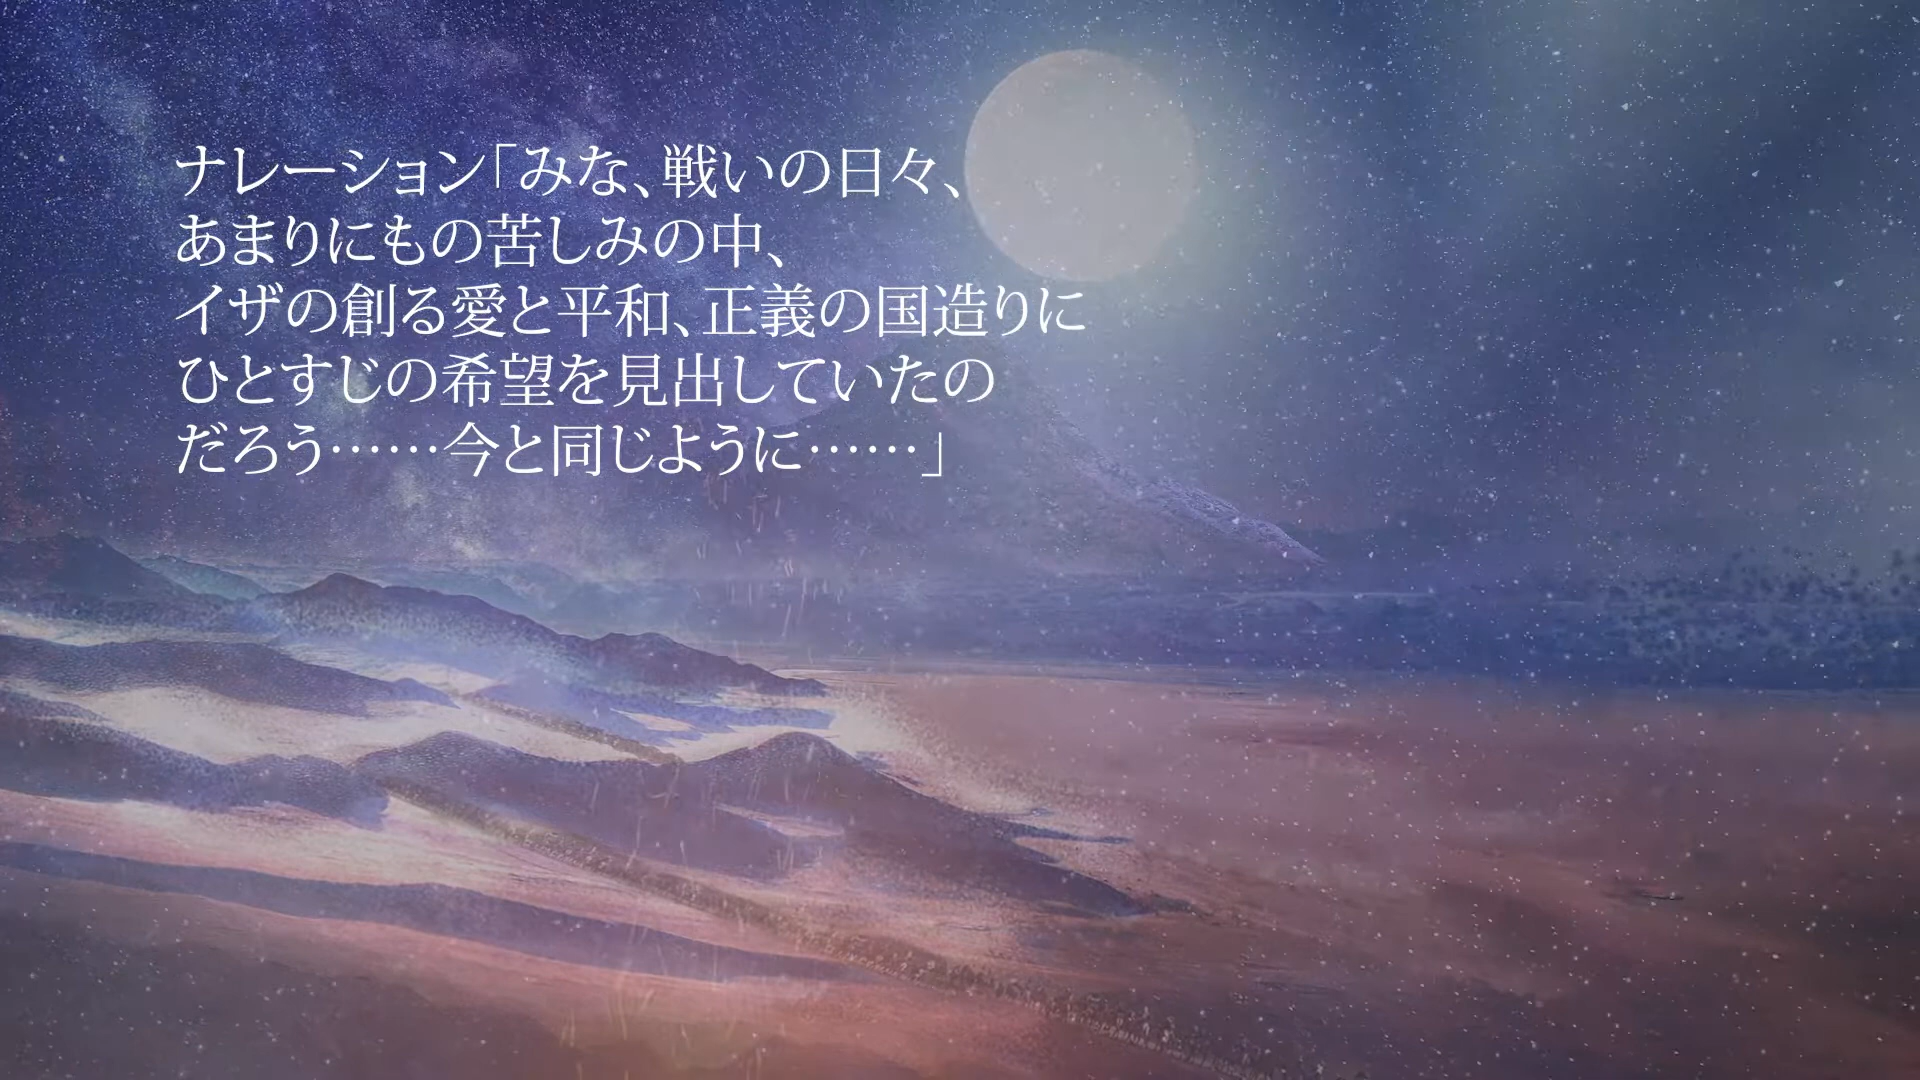 ナレーション「みな、戦いの日々、
あまりにもの苦しみの中、
イザの創る愛と平和、正義の国造りに
ひとすじの希望を見出していたの
だろう……今と同じように……」